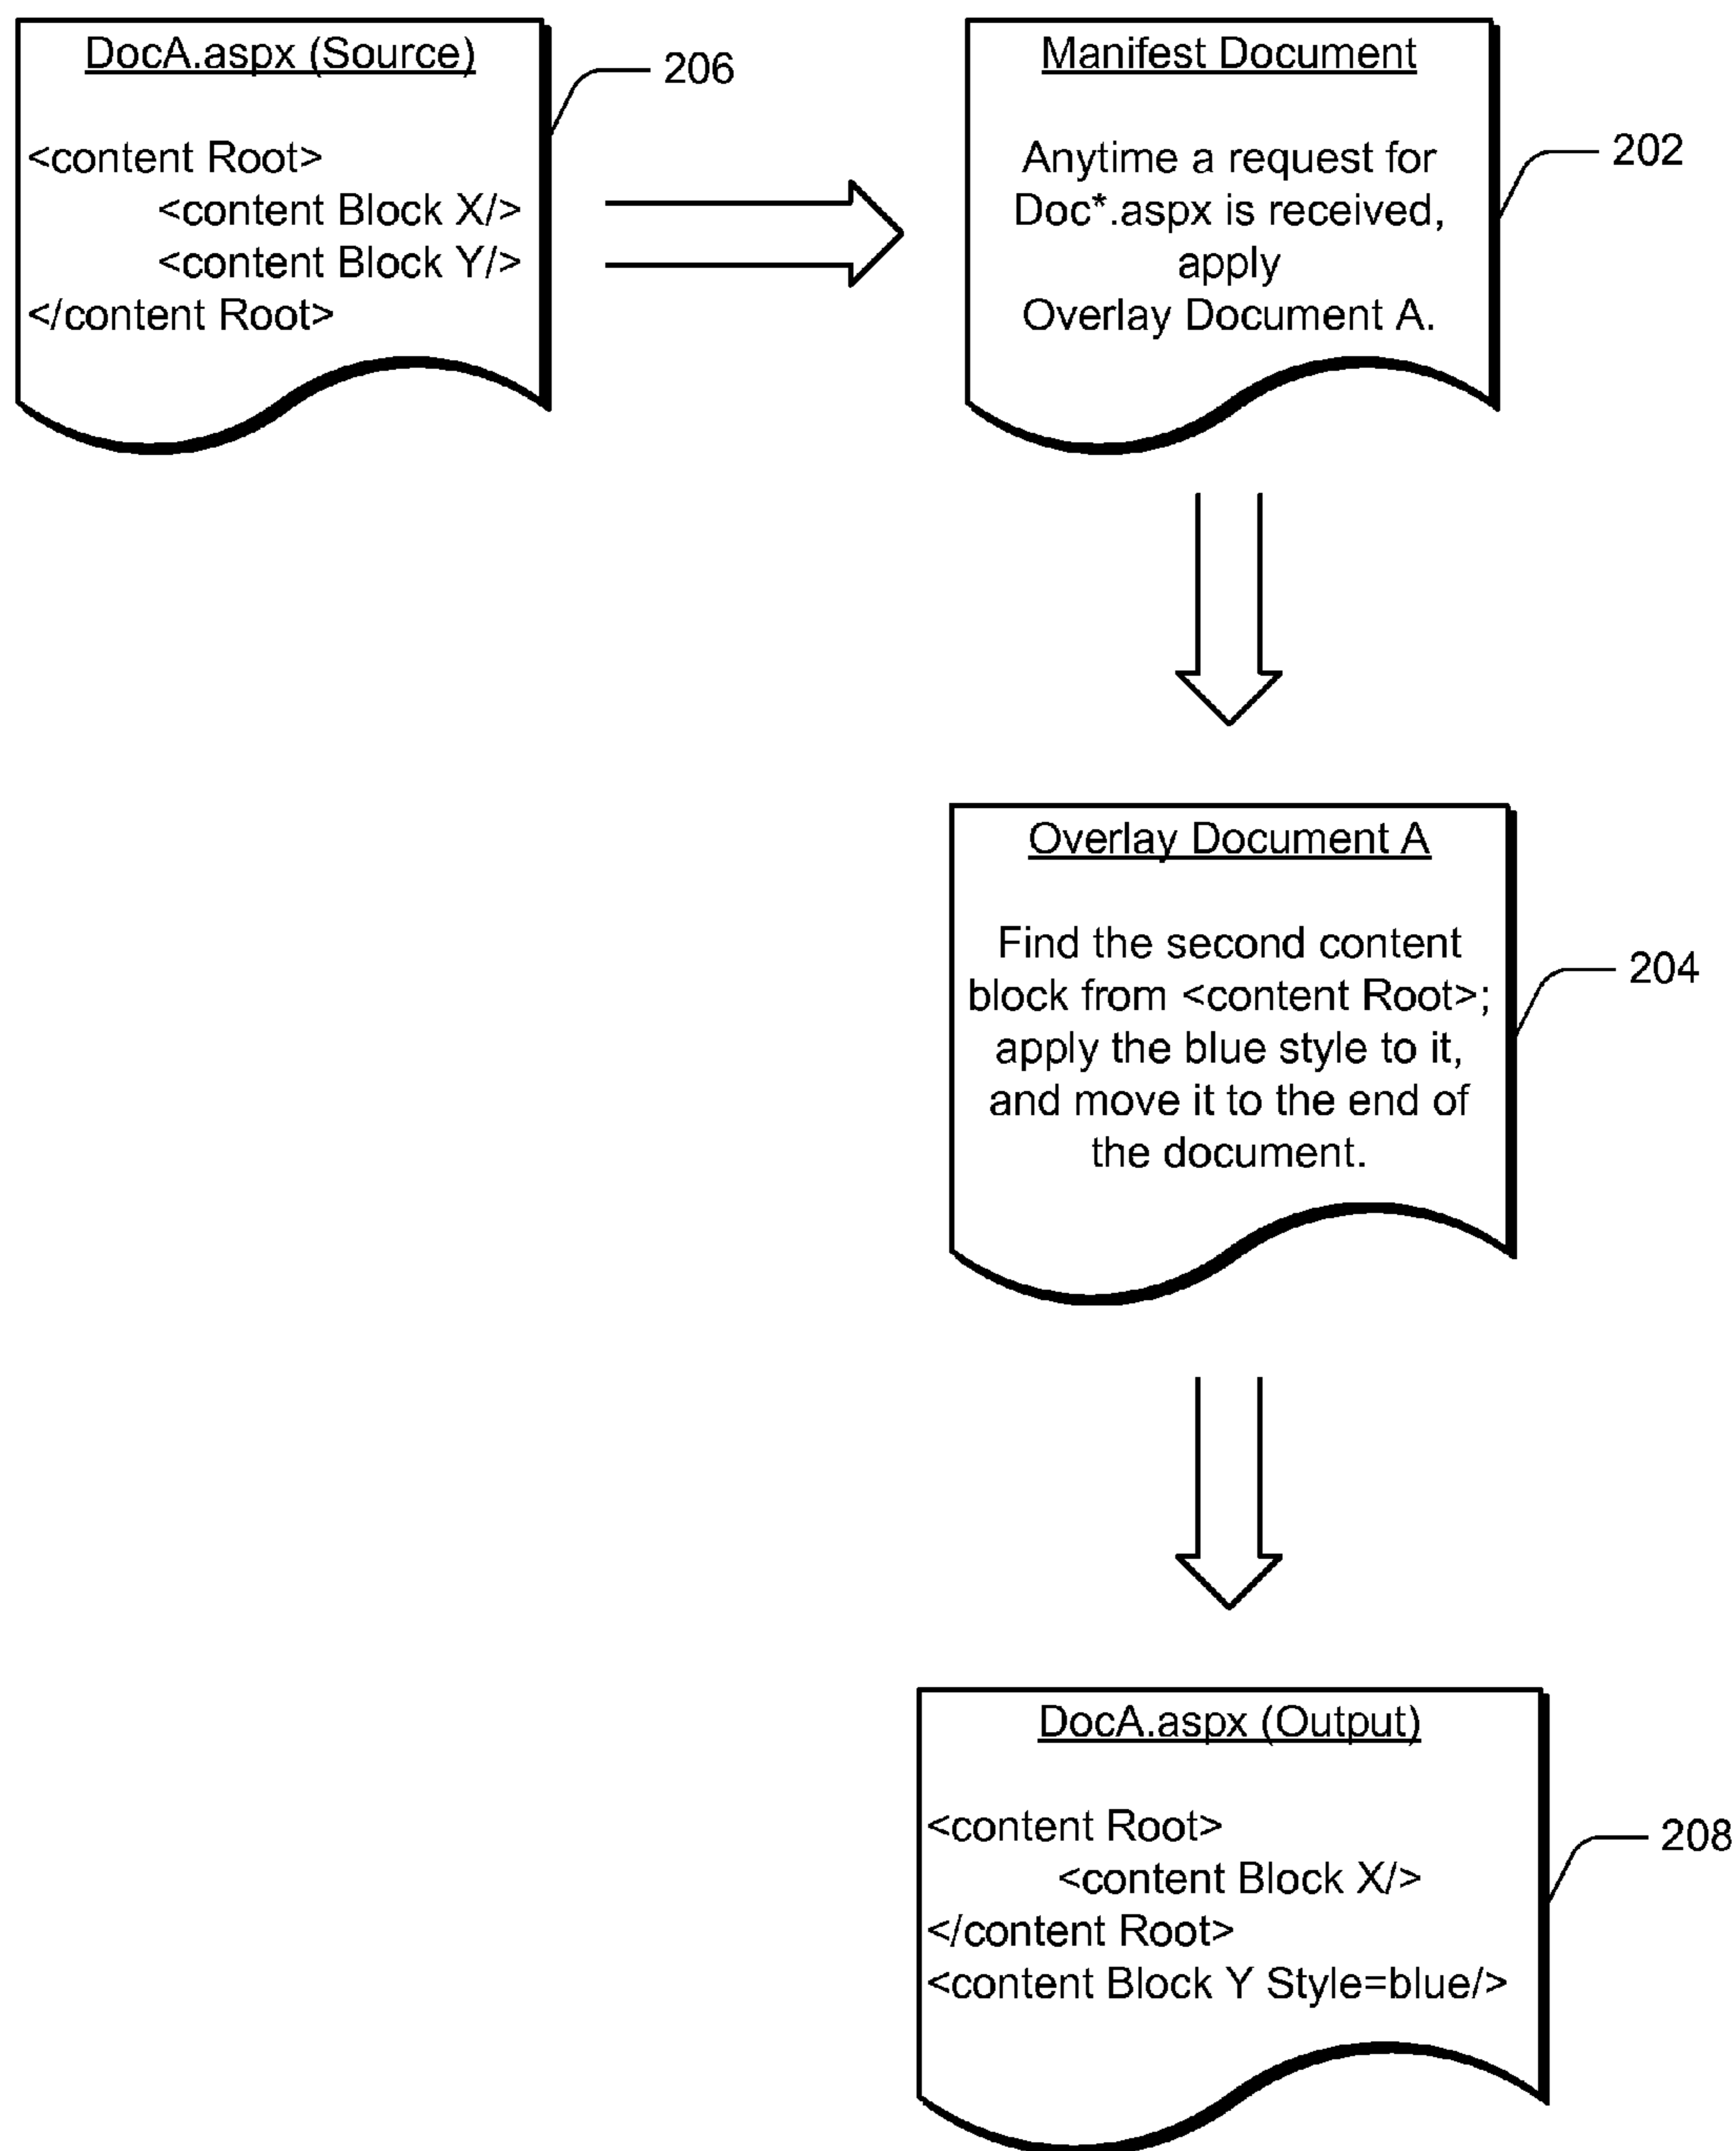 DocA.aspx (Source)
<content Root>
<content Block X/>
<content Block Y/>
</content Root>
206
Manifest Document
Anytime a request for
Doc*.aspx is received,
apply
Overlay Document A.
202
Overlay Document A
Find the second content
block from <content Root>;
apply the blue style to it,
and move it to the end of
the document.
204
DocA.aspx (Output)
<content Root>
<content Block X/>
</content Root>
<content Block Y Style=blue/>
208